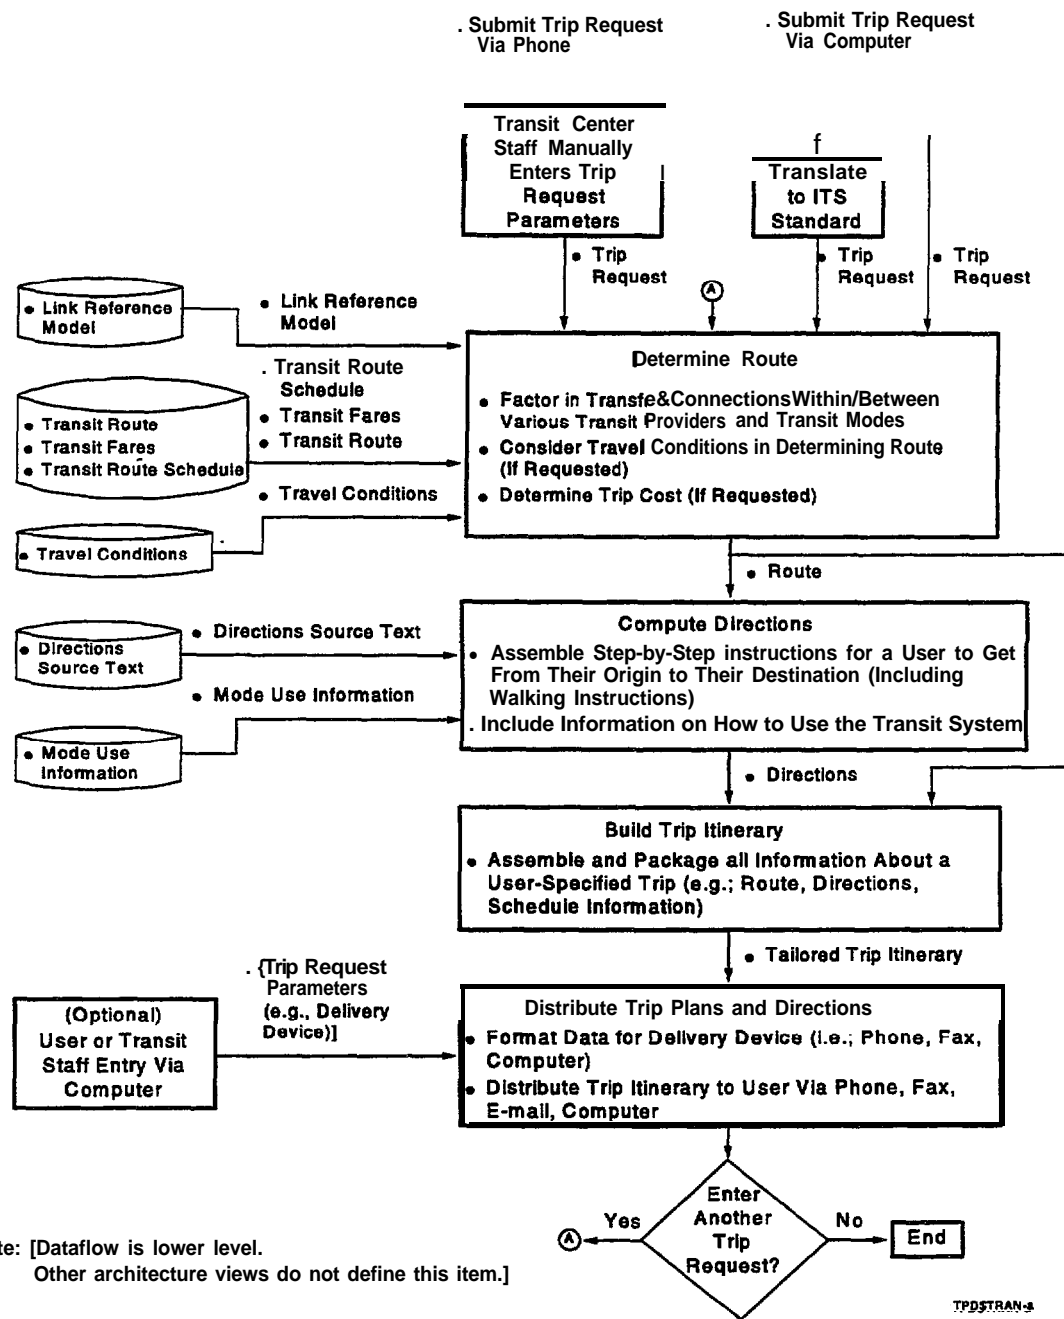 . Submit Trip Request
Via Phone
. Submit Trip Request
Via Computer
Transit Center
Staff Manually
Enters Trip
Request
Parameters
f
Translate
to ITS
Standard
• Trip
Request
• Trip
Request
• Trip
Request
A
• Link Reference
Model
• Link Reference
Model
Determine Route
• Factor in Transfe&ConnectionsWithin/Between
Various Transit Providers and Transit Modes
• Consider Travel Conditions in Determining Route
(If Requested)
• Determine Trip Cost (If Requested)
. Transit Route
Schedule
• Transit Fares
• Transit Route
• Transit Route
• Transit Fares
• Transit Route Schedule
• Travel Conditions
• Travel Conditions
• Route
Compute Directions
• Assemble Step-by-Step instructions for a User to Get
From Their Origin to Their Destination (Including
Walking Instructions)
. Include Information on How to Use the Transit System
• Directions Source Text
• Directions
Source Text
• Mode Use Information
• Mode Use
Information
• Directions
Build Trip Itinerary
• Assemble and Package all Information About a
User-Specified Trip (e.g.; Route, Directions,
Schedule Information)
• Tailored Trip Itinerary
. {Trip Request
Parameters
(e.g., Delivery
Device)]
(Optional)
User or Transit
Staff Entry Via
Computer
Distribute Trip Plans and Directions
• Format Data for Delivery Device (i.e.; Phone, Fax,
Computer)
• Distribute Trip Itinerary to User Via Phone, Fax,
E-mail, Computer
Enter
Another
Trip
Request?
Yes
A
No
End
te: [Dataflow is lower level.
Other architecture views do not define this item.]
TPDSTRAN-a